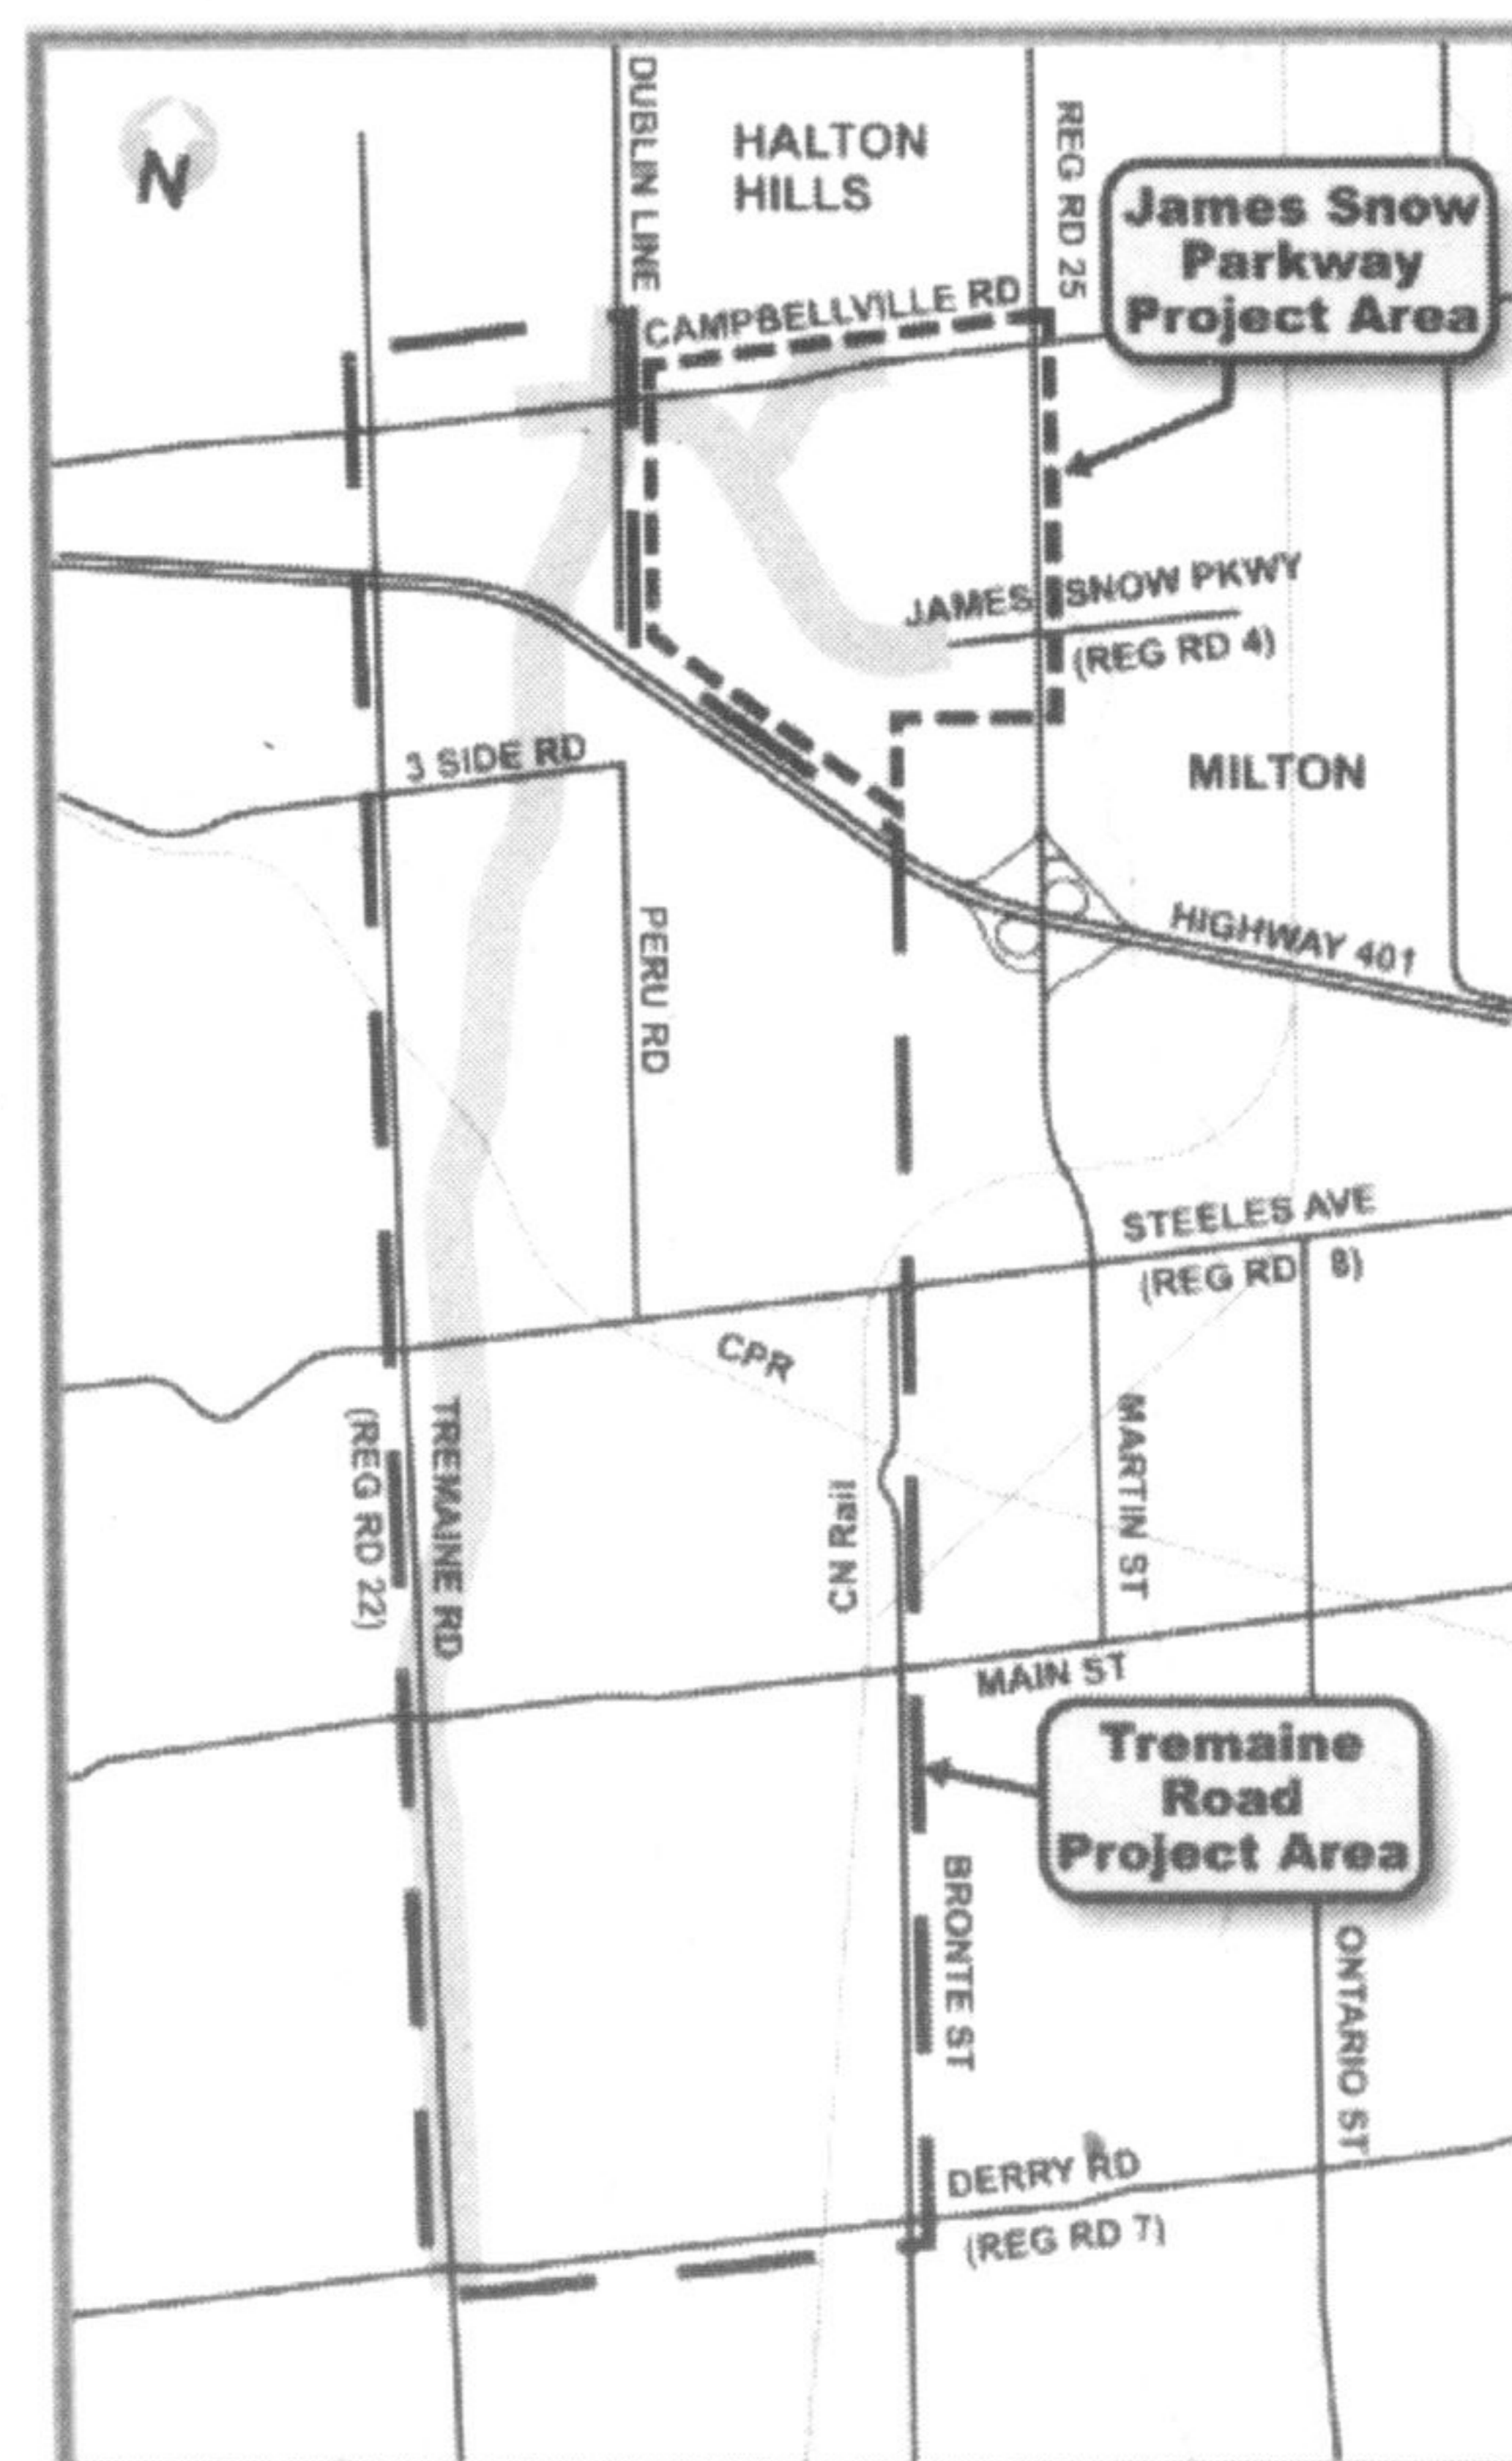 N
DUBLIN LINE
HALTON
HILLS
REG RD 25
James Snow
Parkway
Project Area
CAMPBELLVILLE RD
JAMES SNOW PKWY
(REG RD 4)
3 SIDE RD
MILTON
PERU RD
HIGHWAY 401
STEELES AVE
(REG RD 8)
CPR
TREMAINE RD
(REG RD 22)
CN Rail
MARTIN ST
MAIN ST
Tremaine
Road
Project Area
BRONTE ST
ONTARIO ST
DERRY RD
(REG RD 7)